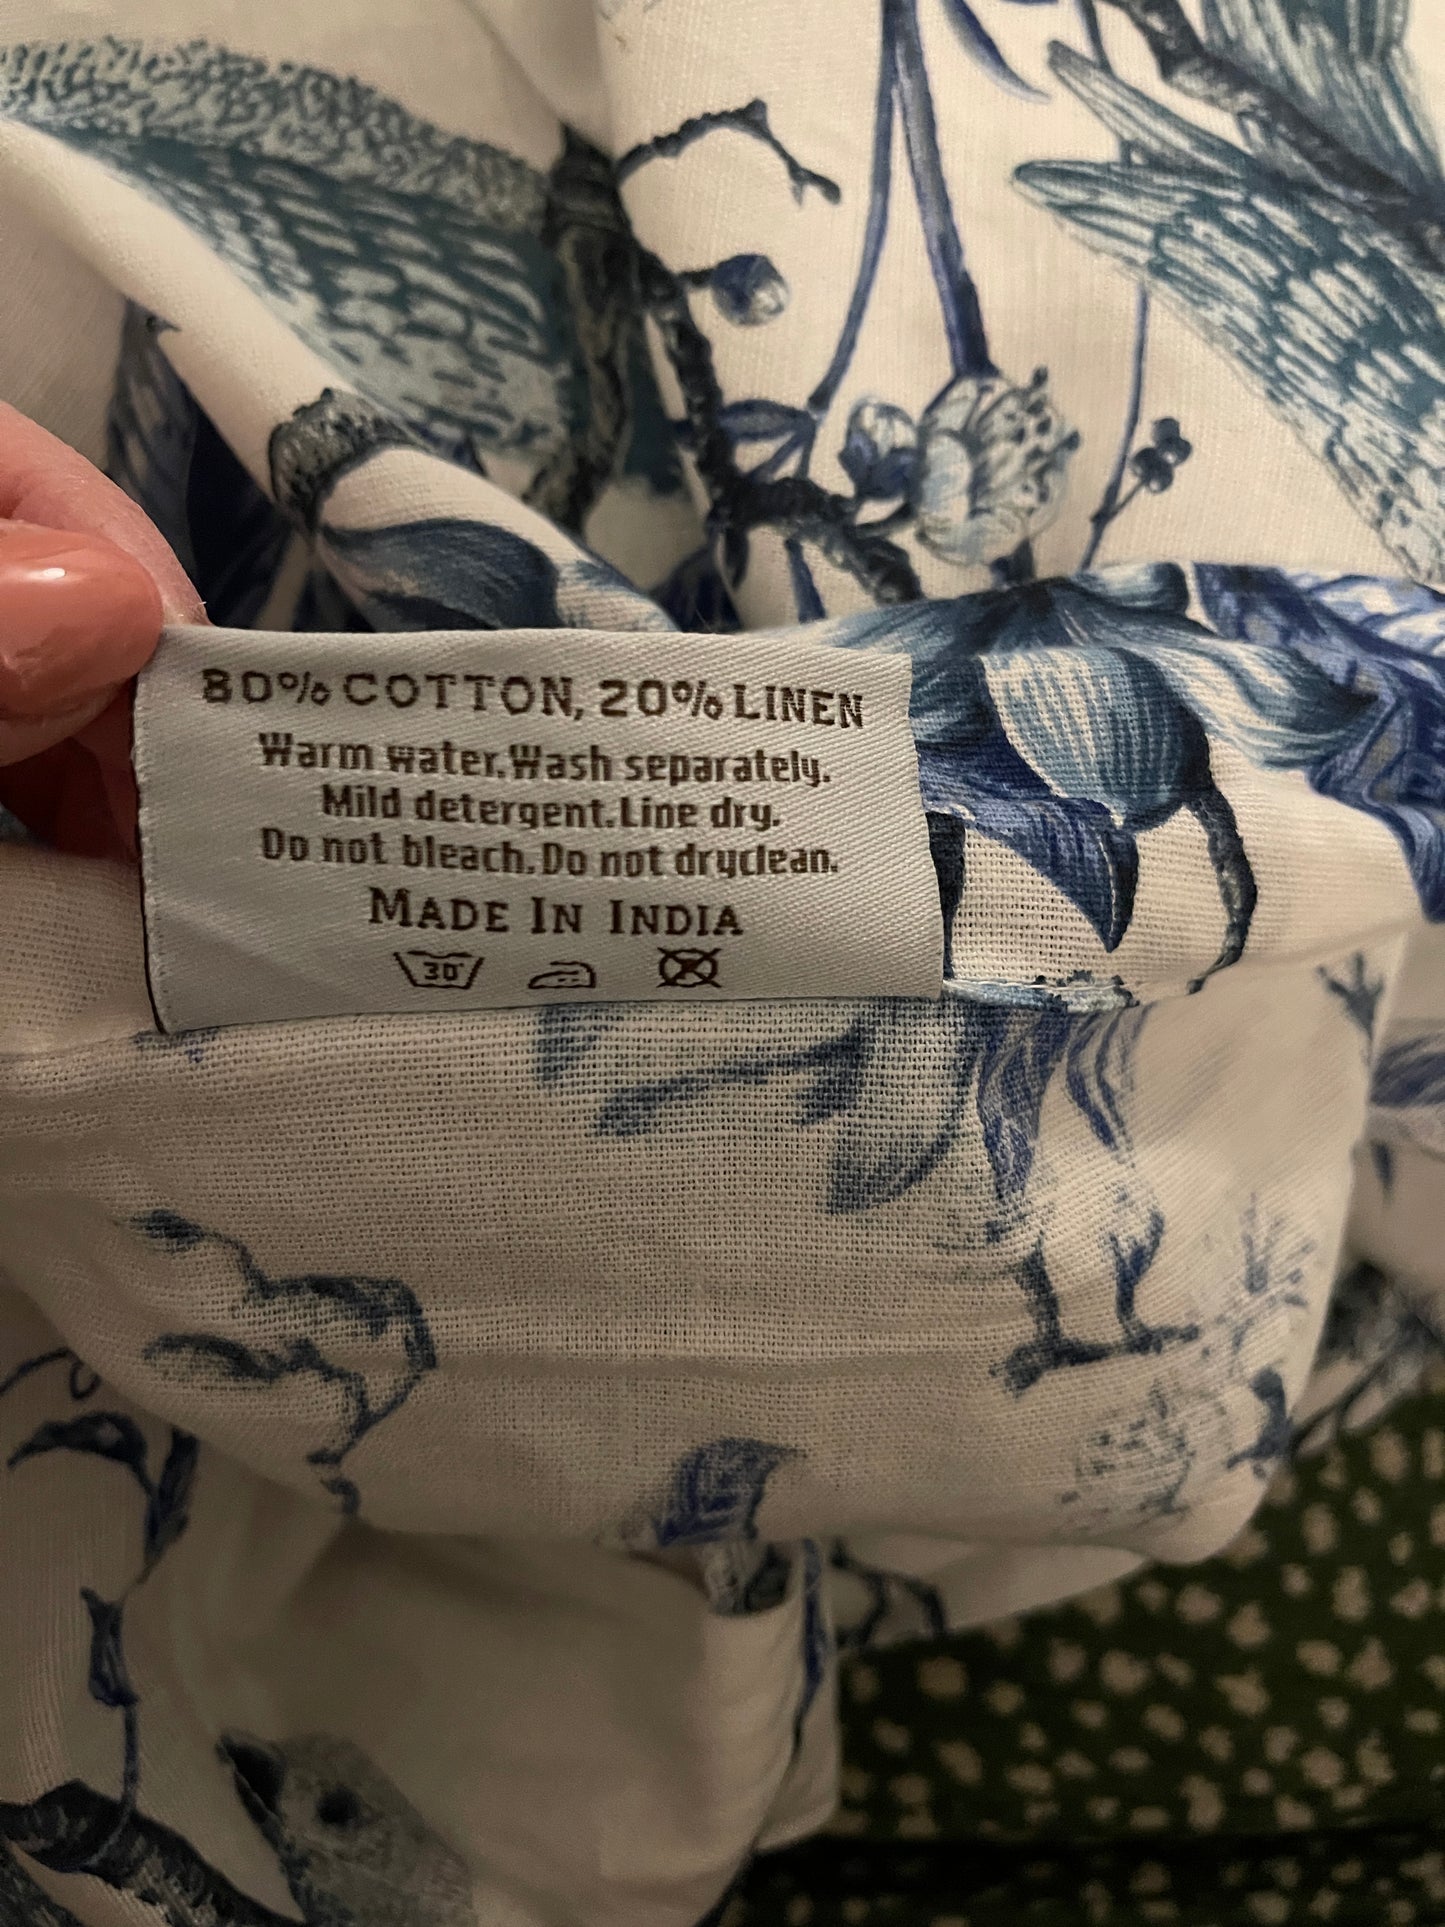 80% COTTON, 20% LINEN
Warm water.Wash separately.
Mild detergent.Line dry.
Do not bleach.Do not dryclean.
MADE IN INDIA
30°